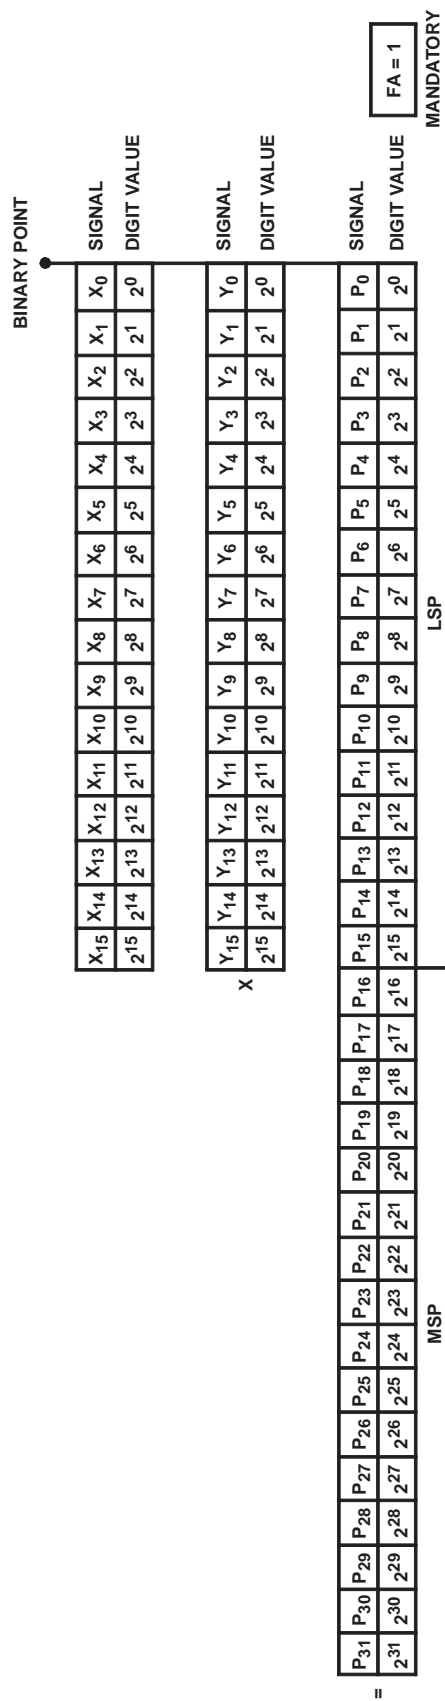 BINARY POINT
X15 X14 X13 X12 X11 X10 X9 X8 X7 X6 X5 X4 X3 X2 X1 X0 SIGNAL
2^15 2^14 2^13 2^12 2^11 2^10 2^9 2^8 2^7 2^6 2^5 2^4 2^3 2^2 2^1 2^0 DIGIT VALUE
Y15 Y14 Y13 Y12 Y11 Y10 Y9 Y8 Y7 Y6 Y5 Y4 Y3 Y2 Y1 Y0 SIGNAL
X 2^15 2^14 2^13 2^12 2^11 2^10 2^9 2^8 2^7 2^6 2^5 2^4 2^3 2^2 2^1 2^0 DIGIT VALUE
P31 P30 P29 P28 P27 P26 P25 P24 P23 P22 P21 P20 P19 P18 P17 P16 P15 P14 P13 P12 P11 P10 P9 P8 P7 P6 P5 P4 P3 P2 P1 P0 SIGNAL
= 2^31 2^30 2^29 2^28 2^27 2^26 2^25 2^24 2^23 2^22 2^21 2^20 2^19 2^18 2^17 2^16 2^15 2^14 2^13 2^12 2^11 2^10 2^9 2^8 2^7 2^6 2^5 2^4 2^3 2^2 2^1 2^0 DIGIT VALUE
FA = 1
MSP LSP MANDATORY